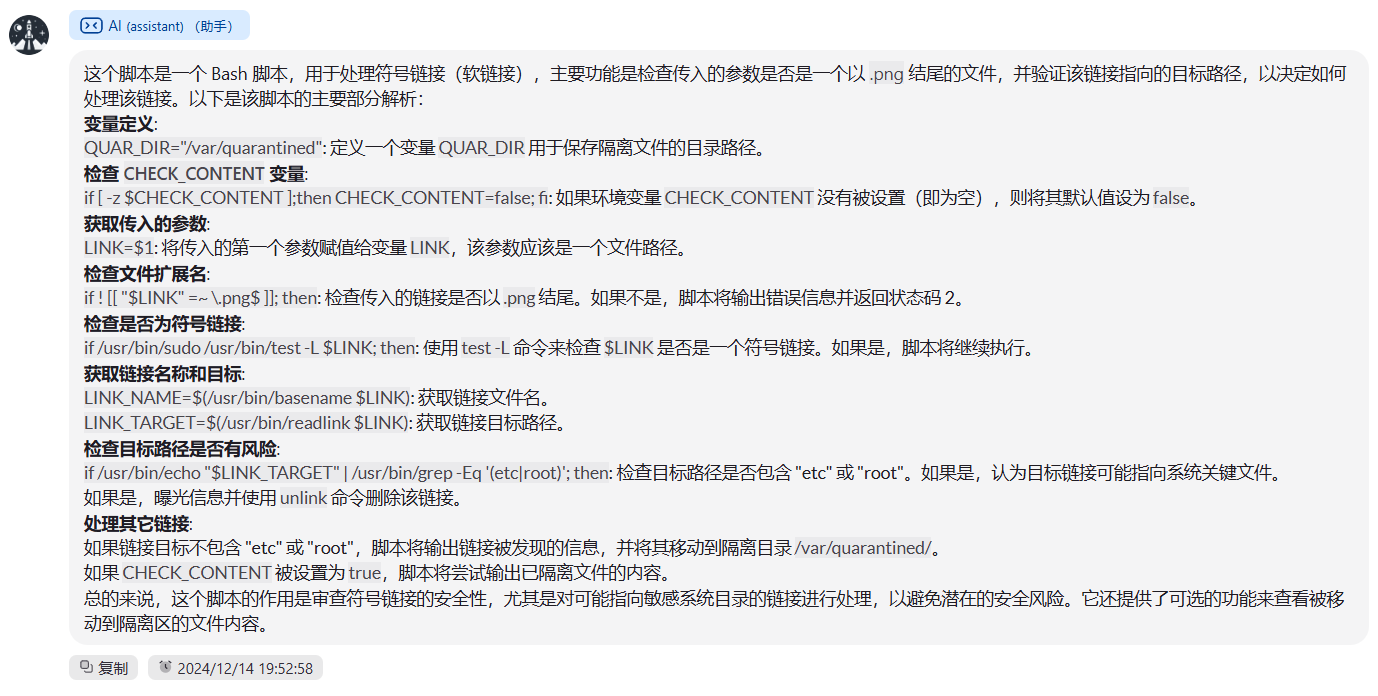 AI (assistant) （助手）
这个脚本是一个 Bash 脚本，用于处理符号链接（软链接），主要功能是检查传入的参数是否是一个以 .png 结尾的文件，并验证该链接指向的目标路径，以决定如何
处理该链接。以下是该脚本的主要部分解析：
变量定义:
QUAR_DIR="/var/quarantined": 定义一个变量 QUAR_DIR 用于保存隔离文件的目录路径。
检查 CHECK_CONTENT 变量:
if [ -z $CHECK_CONTENT ];then CHECK_CONTENT=false; fi: 如果环境变量 CHECK_CONTENT 没有被设置（即为空），则将其默认值设为 false。
获取传入的参数:
LINK=$1: 将传入的第一个参数赋值给变量 LINK，该参数应该是一个文件路径。
检查文件扩展名:
if ! [[ "$LINK" =~ \.png$ ]]; then: 检查传入的链接是否以 .png 结尾。如果不是，脚本将输出错误信息并返回状态码 2。
检查是否为符号链接:
if /usr/bin/sudo /usr/bin/test -L $LINK; then: 使用 test -L 命令来检查 $LINK 是否是一个符号链接。如果是，脚本将继续执行。
获取链接名称和目标:
LINK_NAME=$(/usr/bin/basename $LINK): 获取链接文件名。
LINK_TARGET=$(/usr/bin/readlink $LINK): 获取链接目标路径。
检查目标路径是否有风险:
if /usr/bin/echo "$LINK_TARGET" | /usr/bin/grep -Eq '(etc|root)'; then: 检查目标路径是否包含 "etc" 或 "root"。如果是，认为目标链接可能指向系统关键文件。
如果是，曝光信息并使用 unlink 命令删除该链接。
处理其它链接:
如果链接目标不包含 "etc" 或 "root"，脚本将输出链接被发现的信息，并将其移动到隔离目录 /var/quarantined/。
如果 CHECK_CONTENT 被设置为 true，脚本将尝试输出已隔离文件的内容。
总的来说，这个脚本的作用是审查符号链接的安全性，尤其是对可能指向敏感系统目录的链接进行处理，以避免潜在的安全风险。它还提供了可选的功能来查看被移
动到隔离区的文件内容。
复制 2024/12/14 19:52:58